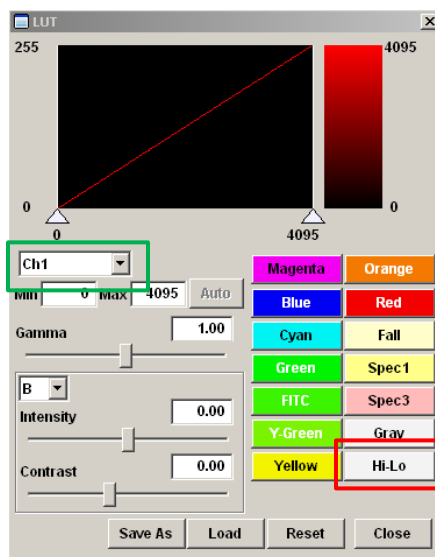 LUT
255
4095
0
0
0
4095
Ch1
Min 0 Max 4095 Auto
Gamma 1.00
B
Intensity 0.00
Contrast 0.00
Magenta Orange
Blue Red
Cyan Fall
Green Spec1
FITC Spec3
Y-Green Gray
Yellow Hi-Lo
Save As Load Reset Close